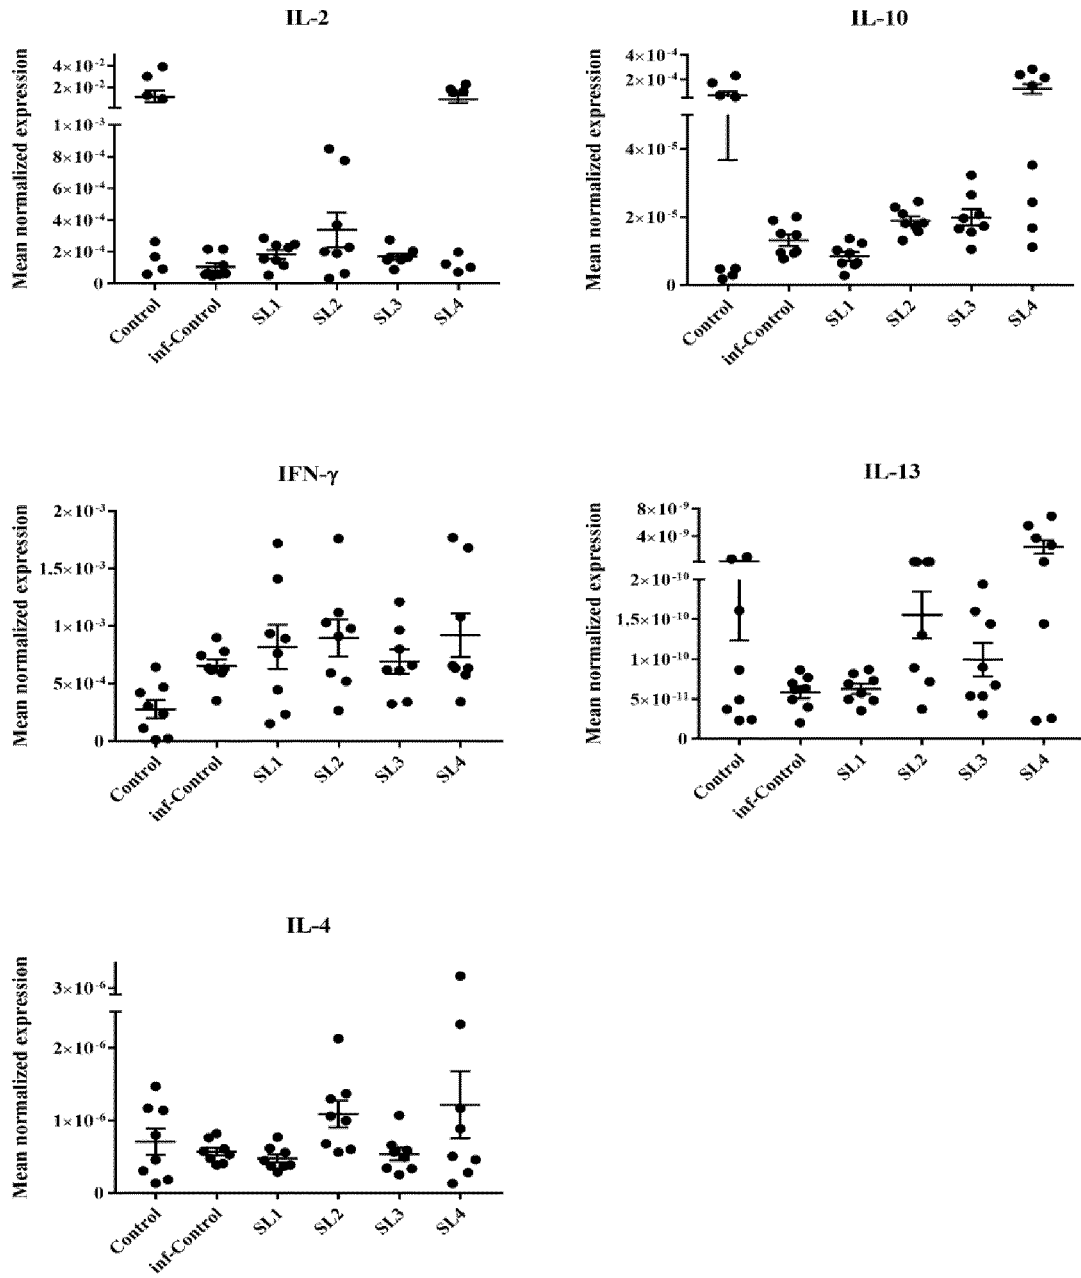 IL-2
Mean normalized expression
4×10⁻²
2×10⁻²
1×10⁻³
8×10⁻⁴
6×10⁻⁴
4×10⁻⁴
2×10⁻⁴
0
Control
inf-Control
SL1
SL2
SL3
SL4
IL-10
Mean normalized expression
4×10⁻⁴
2×10⁻⁴
4×10⁻⁵
2×10⁻⁵
0
Control
inf-Control
SL1
SL2
SL3
SL4
IFN-γ
Mean normalized expression
2×10⁻³
1.5×10⁻³
1×10⁻³
5×10⁻⁴
0
Control
inf-Control
SL1
SL2
SL3
SL4
IL-13
Mean normalized expression
8×10⁻⁹
4×10⁻⁹
2×10⁻¹⁰
1.5×10⁻¹⁰
1×10⁻¹⁰
5×10⁻¹¹
0
Control
inf-Control
SL1
SL2
SL3
SL4
IL-4
Mean normalized expression
3×10⁻⁶
2×10⁻⁶
1×10⁻⁶
0
Control
inf-Control
SL1
SL2
SL3
SL4